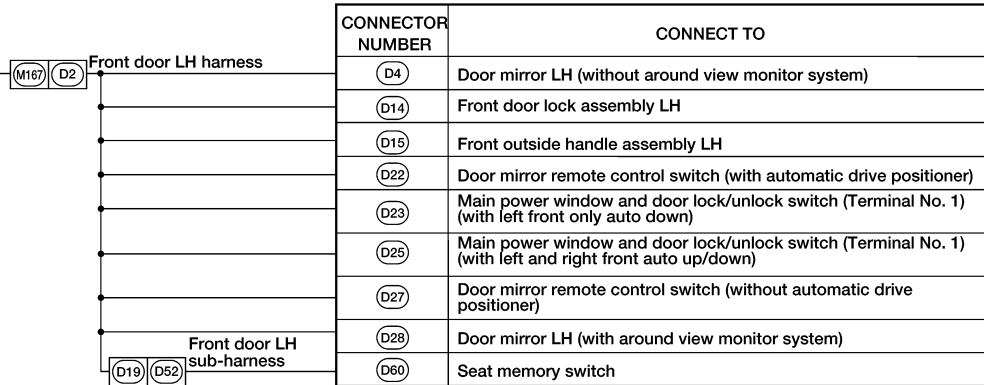 CONNECTOR
NUMBER
CONNECT TO
M167 D2
Front door LH harness
D4
Door mirror LH (without around view monitor system)
D14
Front door lock assembly LH
D15
Front outside handle assembly LH
D22
Door mirror remote control switch (with automatic drive positioner)
D23
Main power window and door lock/unlock switch (Terminal No. 1)
(with left front only auto down)
D25
Main power window and door lock/unlock switch (Terminal No. 1)
(with left and right front auto up/down)
D27
Door mirror remote control switch (without automatic drive
positioner)
D28
Door mirror LH (with around view monitor system)
Front door LH
sub-harness
D19 D52
D60
Seat memory switch